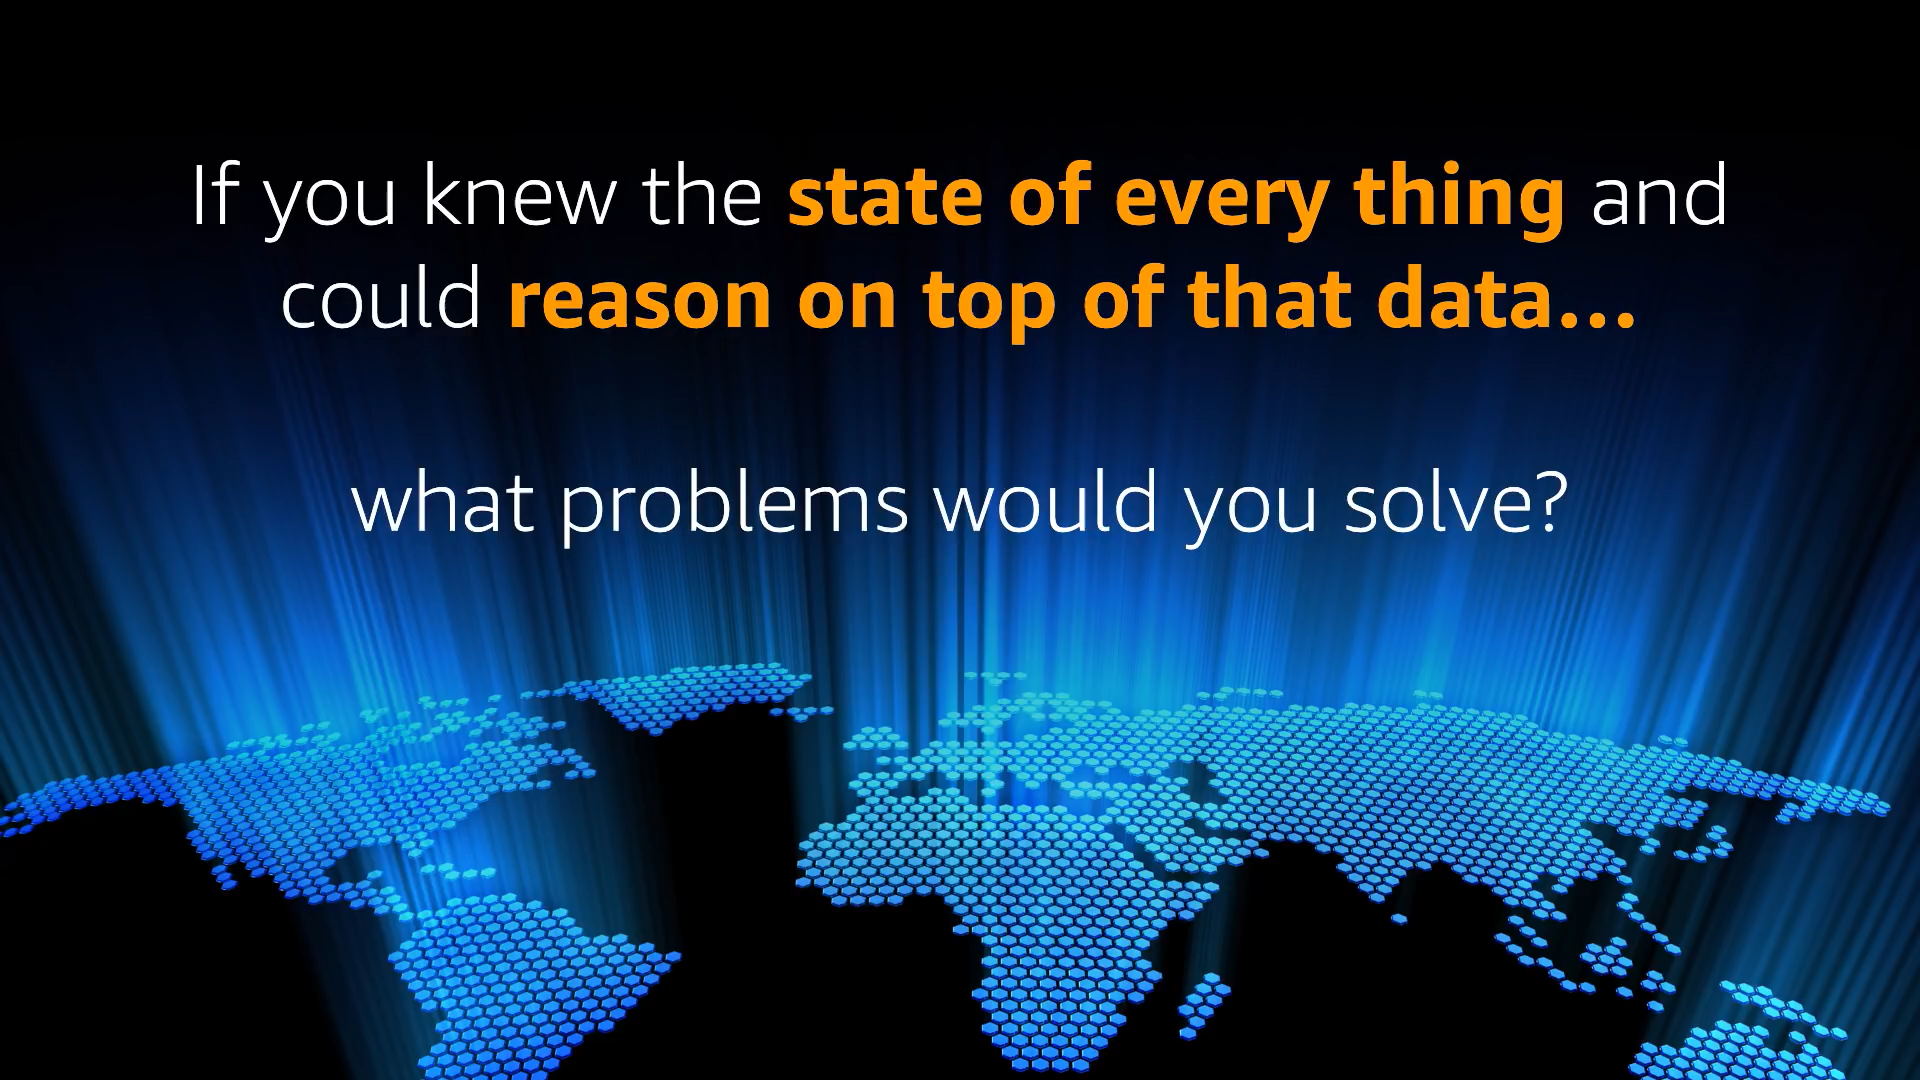 If you knew the state of every thing and
could reason on top of that data...
what problems would you solve?